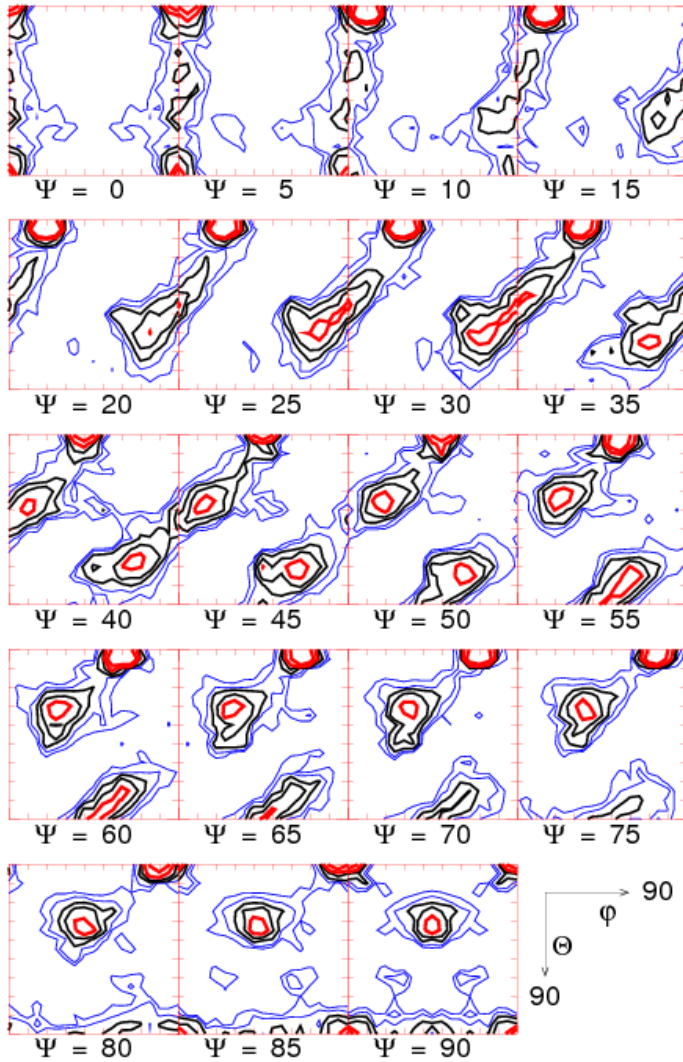 Ψ = 0 Ψ = 5 Ψ = 10 Ψ = 15
Ψ = 20 Ψ = 25 Ψ = 30 Ψ = 35
Ψ = 40 Ψ = 45 Ψ = 50 Ψ = 55
Ψ = 60 Ψ = 65 Ψ = 70 Ψ = 75
90
φ
Θ
90
Ψ = 80 Ψ = 85 Ψ = 90